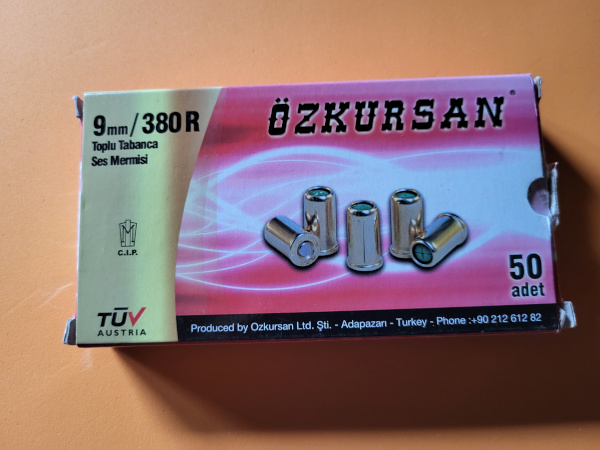 9mm/380R
Toplu Tabanca
Ses Mermisi
ÖZKURSAN®
C.I.P.
TÜV
AUSTRIA
50
adet
Produced by Ozkursan Ltd. Şti. - Adapazarı - Turkey - Phone :+90 212 612 82